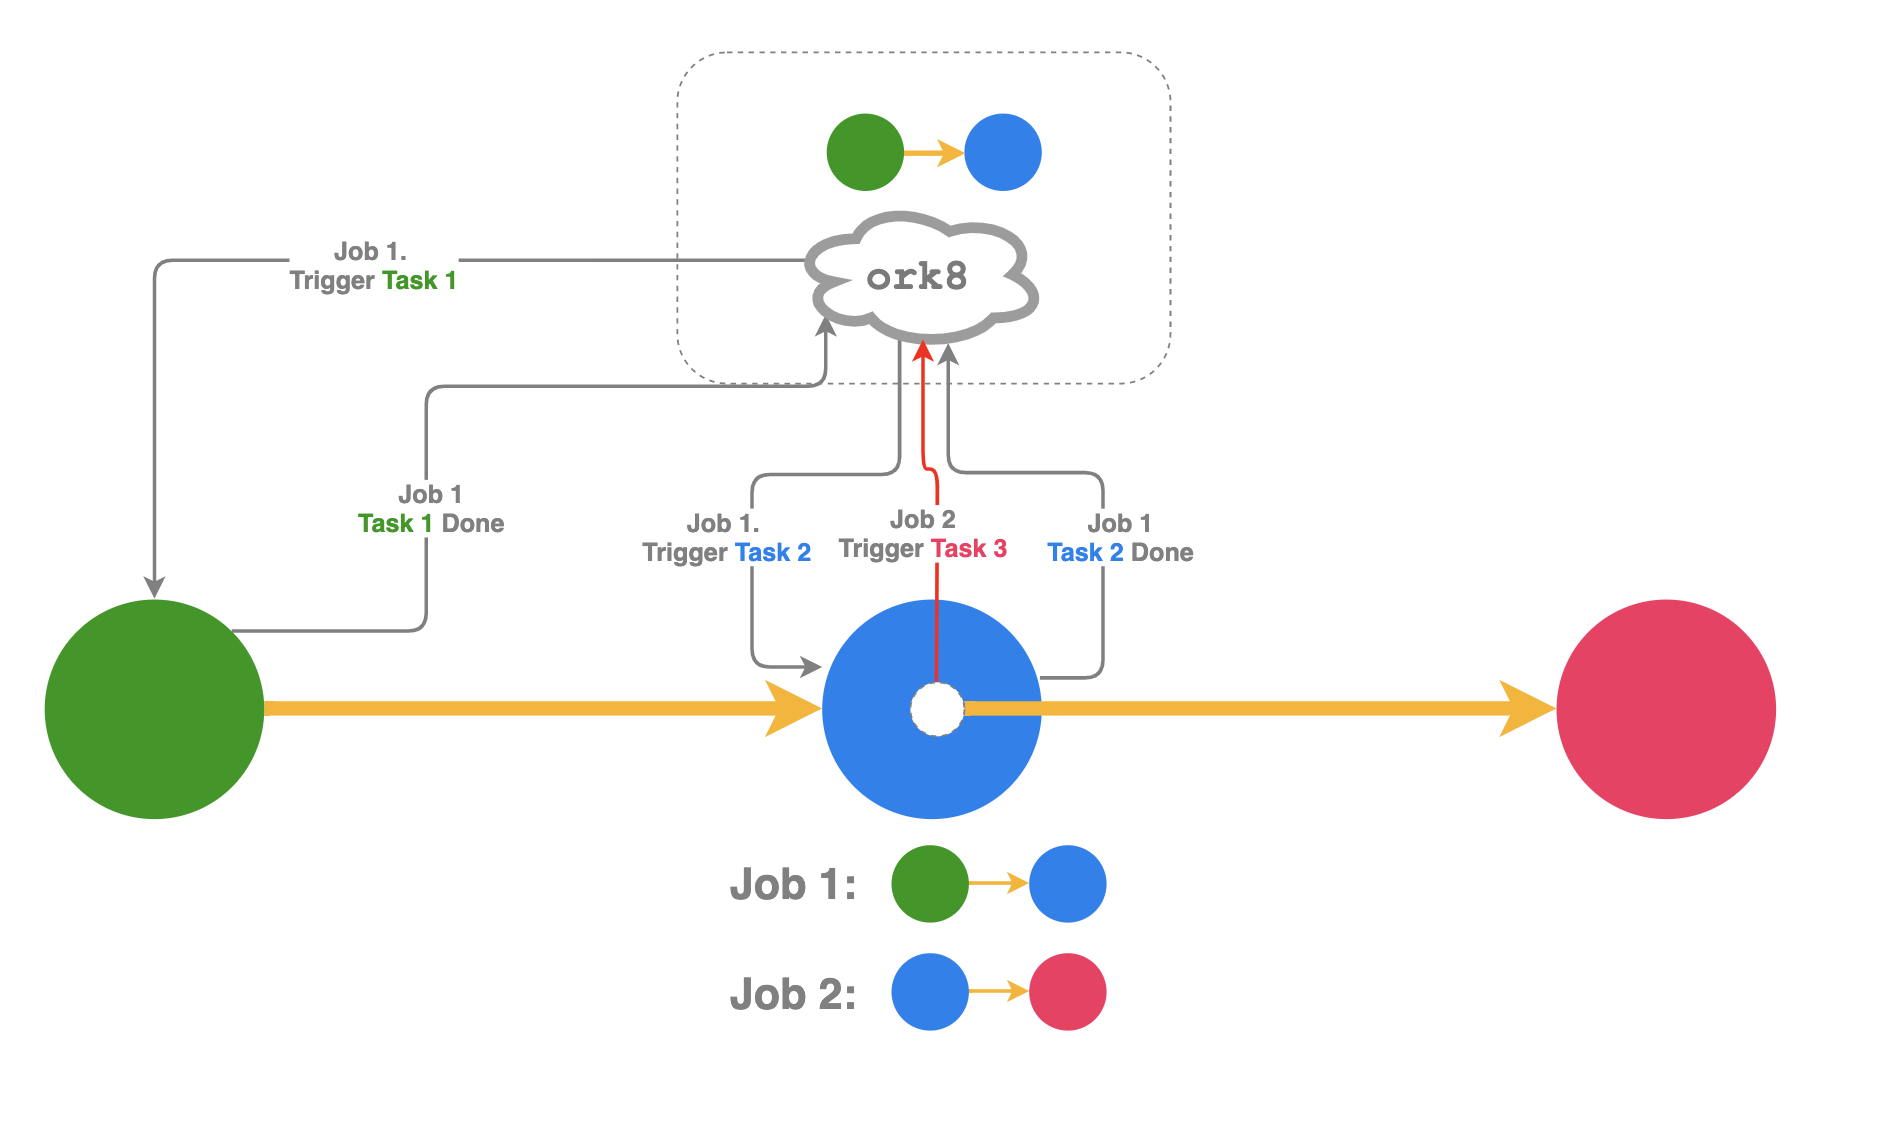 ork8
Job 1.
Trigger Task 1
Job 1
Task 1 Done
Job 1.
Trigger Task 2
Job 2
Trigger Task 3
Job 1
Task 2 Done
Job 1:
Job 2: